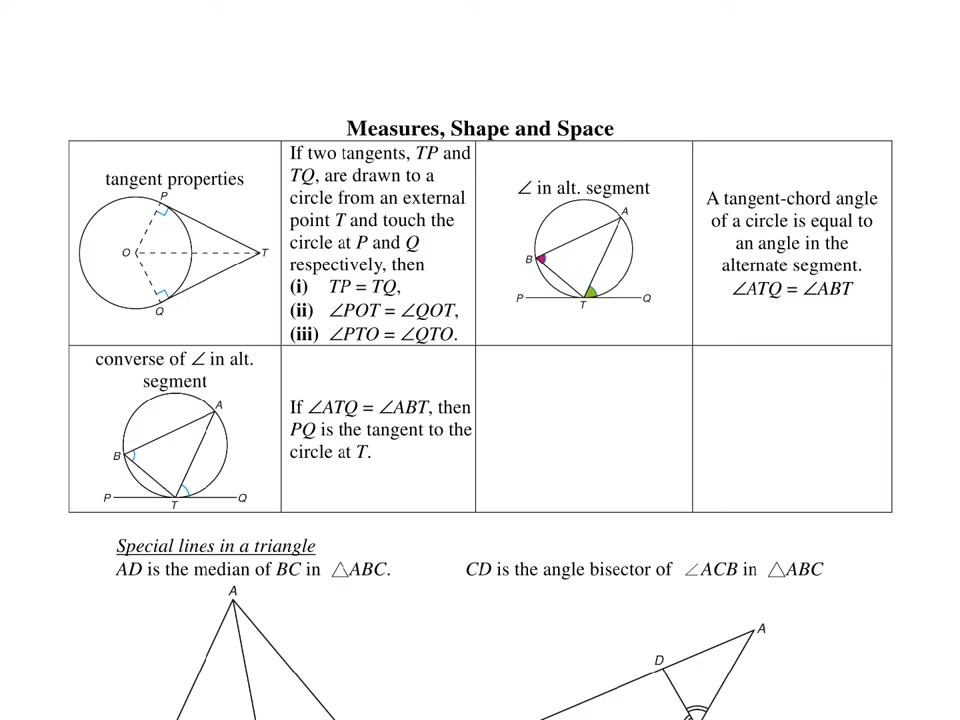 Measures, Shape and Space
tangent properties
P
O
T
Q
If two tangents, TP and
TQ, are drawn to a
circle from an external
point T and touch the
circle at P and Q
respectively, then
(i) TP = TQ,
(ii) ∠POT = ∠QOT,
(iii) ∠PTO = ∠QTO.
∠ in alt. segment
A
B
P
T
Q
A tangent-chord angle
of a circle is equal to
an angle in the
alternate segment.
∠ATQ = ∠ABT
converse of ∠ in alt.
segment
A
B
P
T
Q
If ∠ATQ = ∠ABT, then
PQ is the tangent to the
circle at T.
Special lines in a triangle
AD is the median of BC in △ABC.
CD is the angle bisector of ∠ACB in △ABC
A
A
D